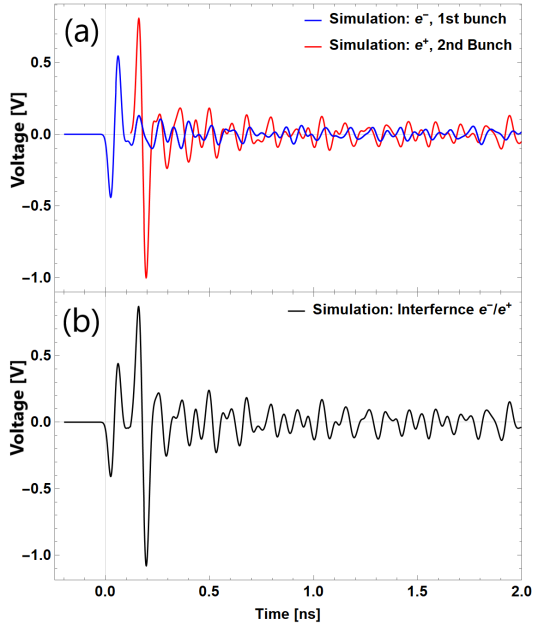 (a)
Simulation: e−, 1st bunch
Simulation: e+, 2nd Bunch
Voltage [V]
0.5
0.0
−0.5
−1.0
(b)
Simulation: Interfernce e−/e+
Voltage [V]
0.5
0.0
−0.5
−1.0
0.0 0.5 1.0 1.5 2.0
Time [ns]